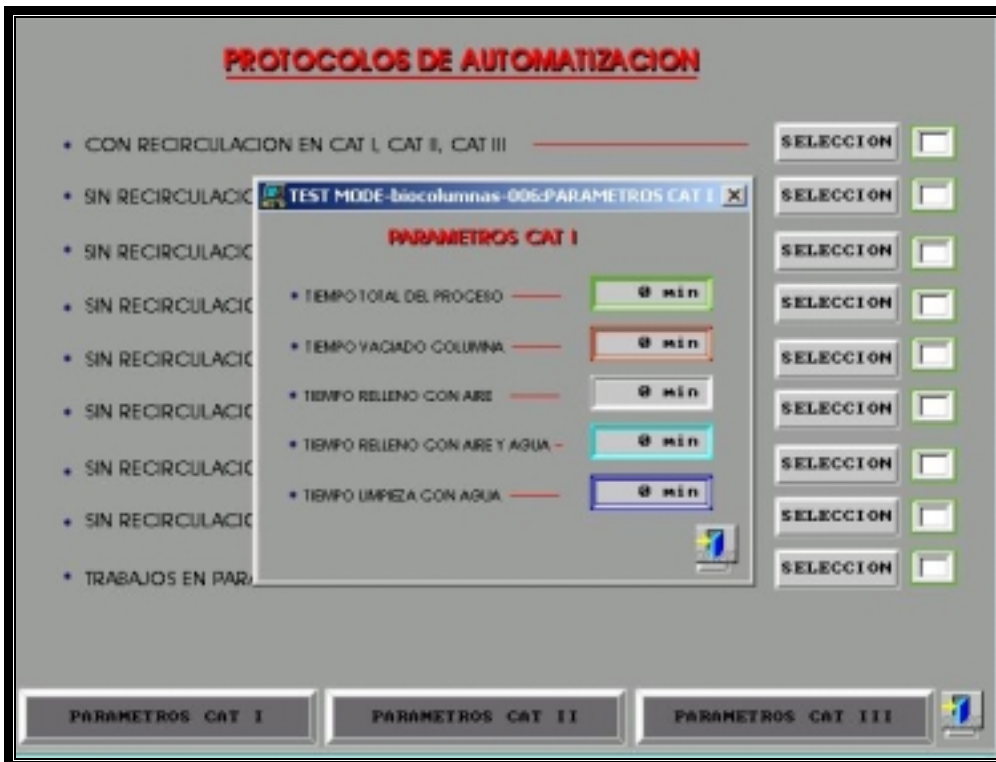 PROTOCOLOS DE AUTOMATIZACION
• CON RECIRCULACION EN CAT I, CAT II, CAT III
SELECCION
• SIN RECIRCULACIC
SELECCION
• SIN RECIRCULACIC
SELECCION
• SIN RECIRCULACIC
SELECCION
• SIN RECIRCULACIC
SELECCION
• SIN RECIRCULACIC
SELECCION
• SIN RECIRCULACIC
SELECCION
• SIN RECIRCULACIC
SELECCION
• TRABAJOS EN PARA
SELECCION
TEST MODE-biocolumnas-006:PARAMETROS CAT I
PARAMETROS CAT I
• TIEMPO TOTAL DEL PROCESO
0 min
• TIEMPO VACIADO COLUMNA
0 min
• TIEMPO RELLENO CON AIRE
0 min
• TIEMPO RELLENO CON AIRE Y AGUA
0 min
• TIEMPO LIMPIEZA CON AGUA
0 min
PARAMETROS CAT I
PARAMETROS CAT II
PARAMETROS CAT III